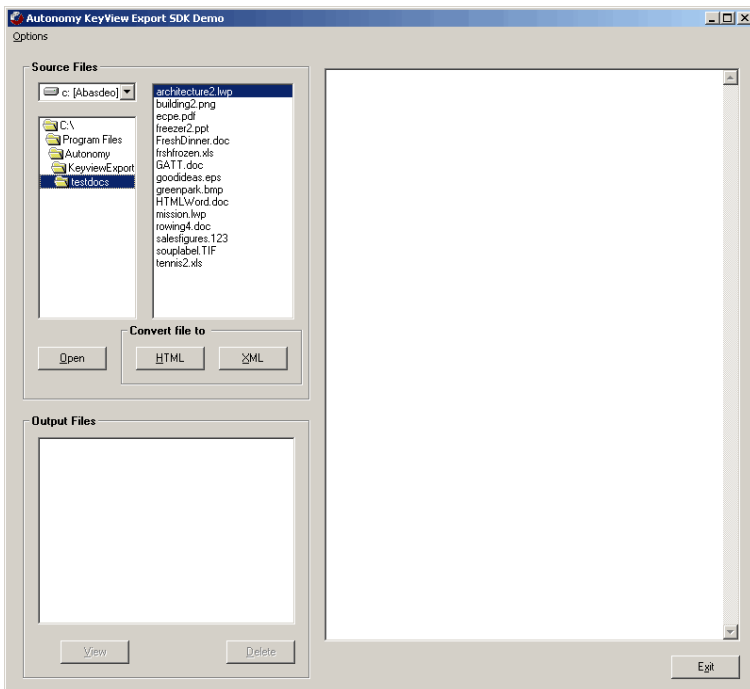 Autonomy KeyView Export SDK Demo
Options
Source Files
c: [Abasdeo]
C:\
Program Files
Autonomy
KeyviewExport
testdocs
architecture2.lwp
building2.png
ecpe.pdf
freezer2.ppt
FreshDinner.doc
frshfrozen.xls
GATT.doc
goodideas.eps
greenpark.bmp
HTMLWord.doc
mission.lwp
rowing4.doc
salesfigures.123
souplabel.TIF
tennis2.xls
Convert file to
Open
HTML
XML
Output Files
View
Delete
Exit